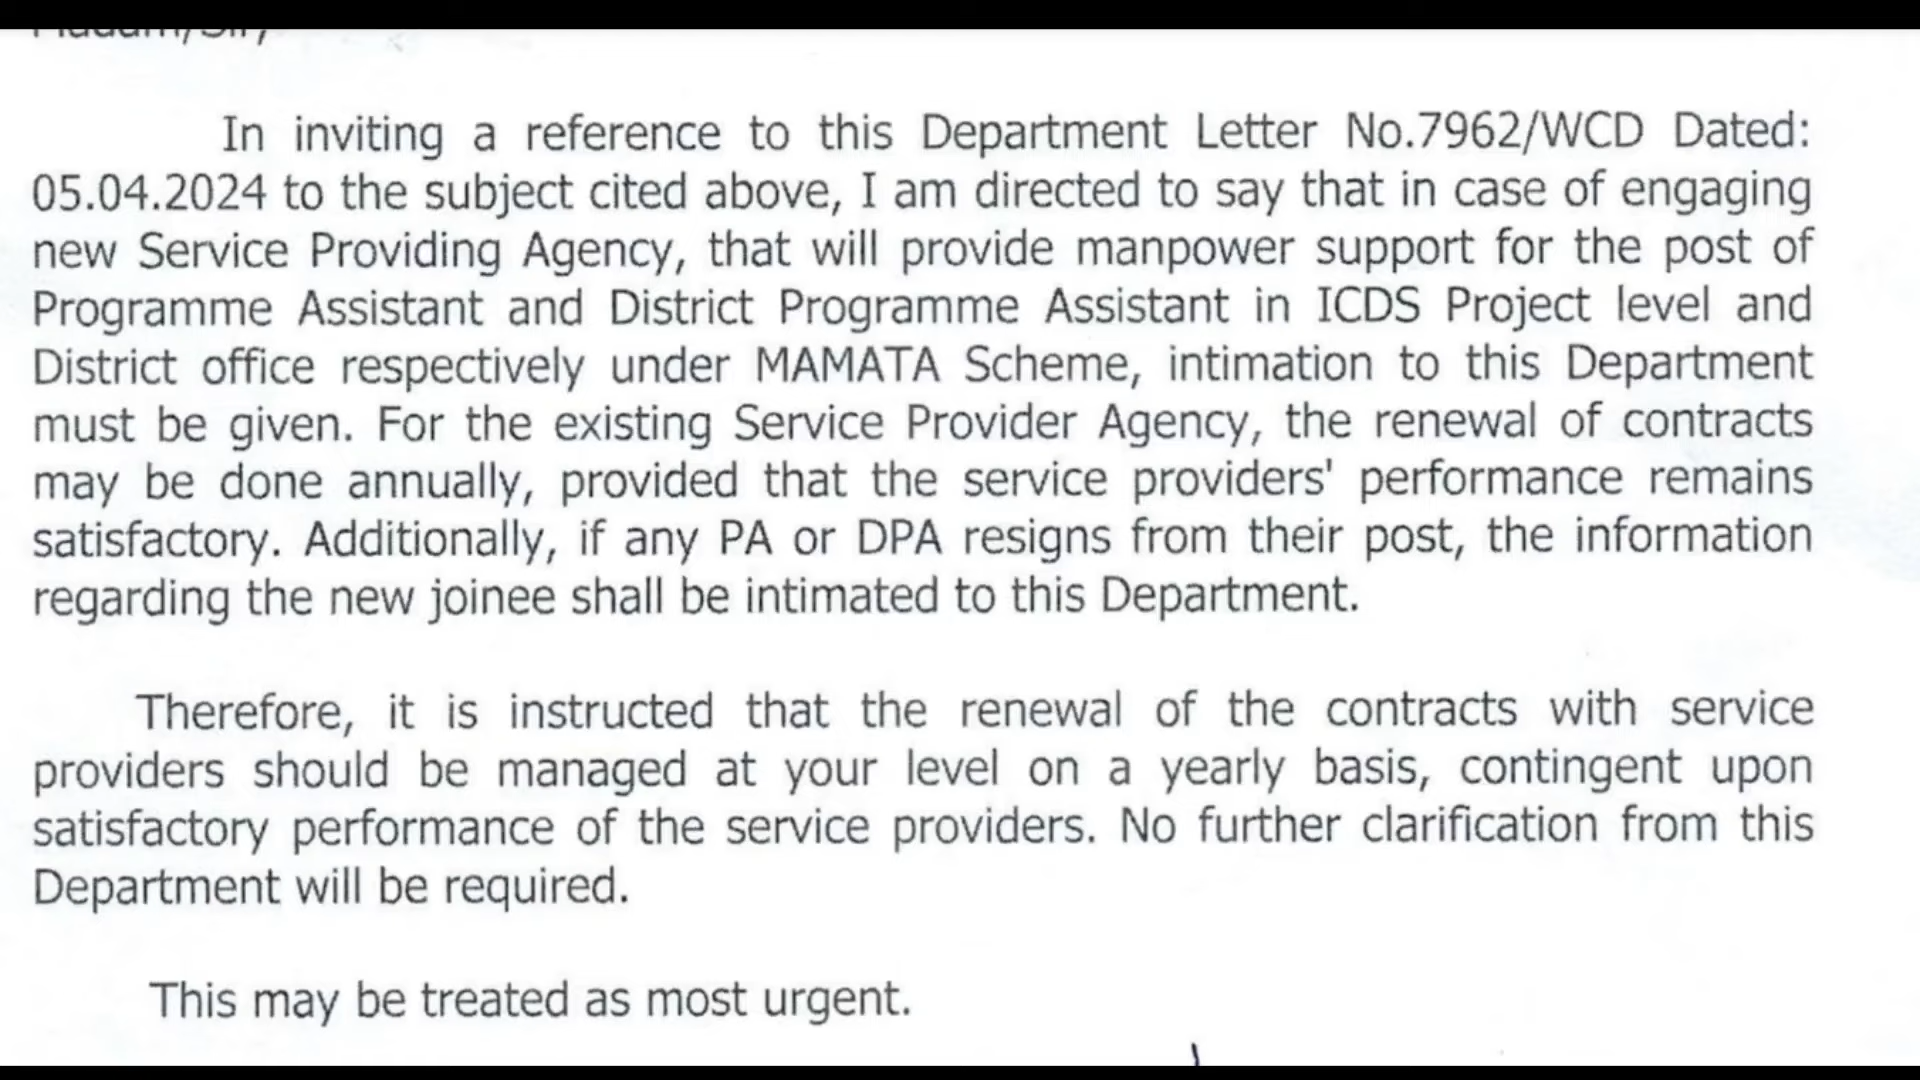 In inviting a reference to this Department Letter No.7962/WCD Dated:
05.04.2024 to the subject cited above, I am directed to say that in case of engaging
new Service Providing Agency, that will provide manpower support for the post of
Programme Assistant and District Programme Assistant in ICDS Project level and
District office respectively under MAMATA Scheme, intimation to this Department
must be given. For the existing Service Provider Agency, the renewal of contracts
may be done annually, provided that the service providers' performance remains
satisfactory. Additionally, if any PA or DPA resigns from their post, the information
regarding the new joinee shall be intimated to this Department.
Therefore, it is instructed that the renewal of the contracts with service
providers should be managed at your level on a yearly basis, contingent upon
satisfactory performance of the service providers. No further clarification from this
Department will be required.
This may be treated as most urgent.